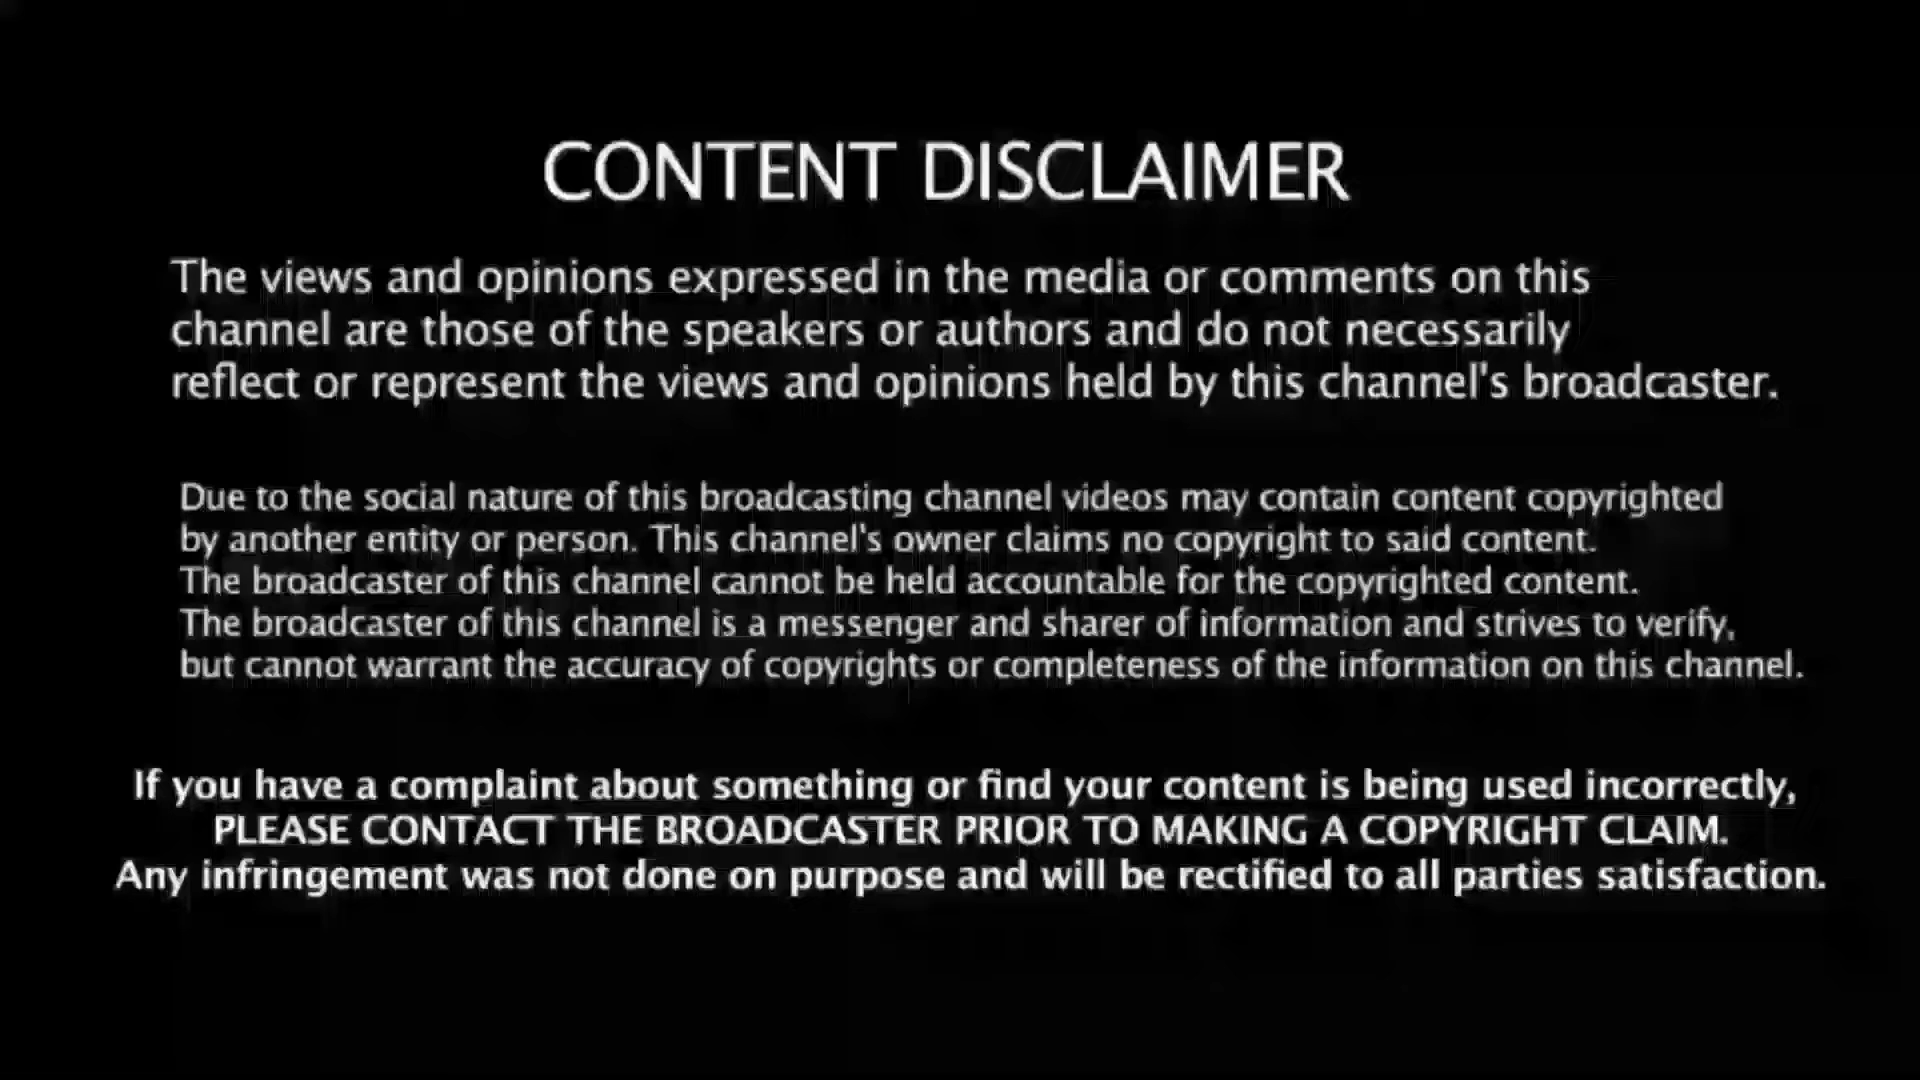 CONTENT DISCLAIMER
The views and opinions expressed in the media or comments on this
channel are those of the speakers or authors and do not necessarily
reflect or represent the views and opinions held by this channel's broadcaster.
Due to the social nature of this broadcasting channel videos may contain content copyrighted
by another entity or person. This channel's owner claims no copyright to said content.
The broadcaster of this channel cannot be held accountable for the copyrighted content.
The broadcaster of this channel is a messenger and sharer of information and strives to verify,
but cannot warrant the accuracy of copyrights or completeness of the information on this channel.
If you have a complaint about something or find your content is being used incorrectly,
PLEASE CONTACT THE BROADCASTER PRIOR TO MAKING A COPYRIGHT CLAIM.
Any infringement was not done on purpose and will be rectified to all parties satisfaction.